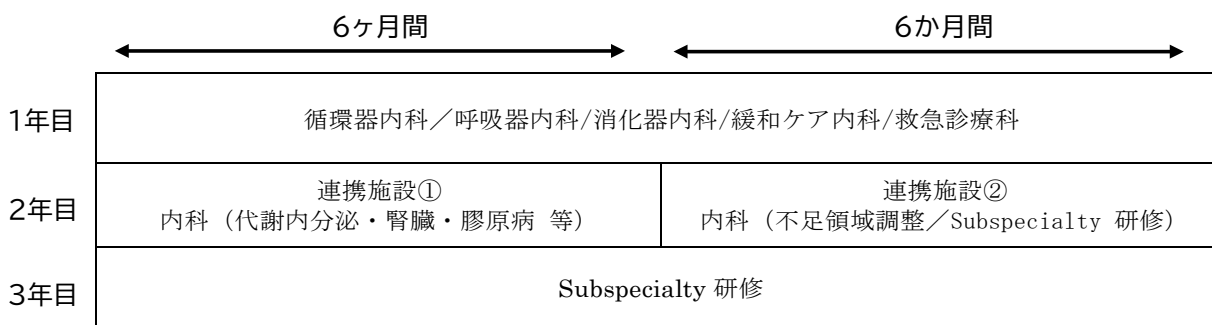 6ヶ月間
6か月間
1年目
循環器内科／呼吸器内科/消化器内科/緩和ケア内科/救急診療科
2年目
連携施設①
内科（代謝内分泌・腎臓・膠原病 等）
連携施設②
内科（不足領域調整／Subspecialty 研修）
3年目
Subspecialty 研修